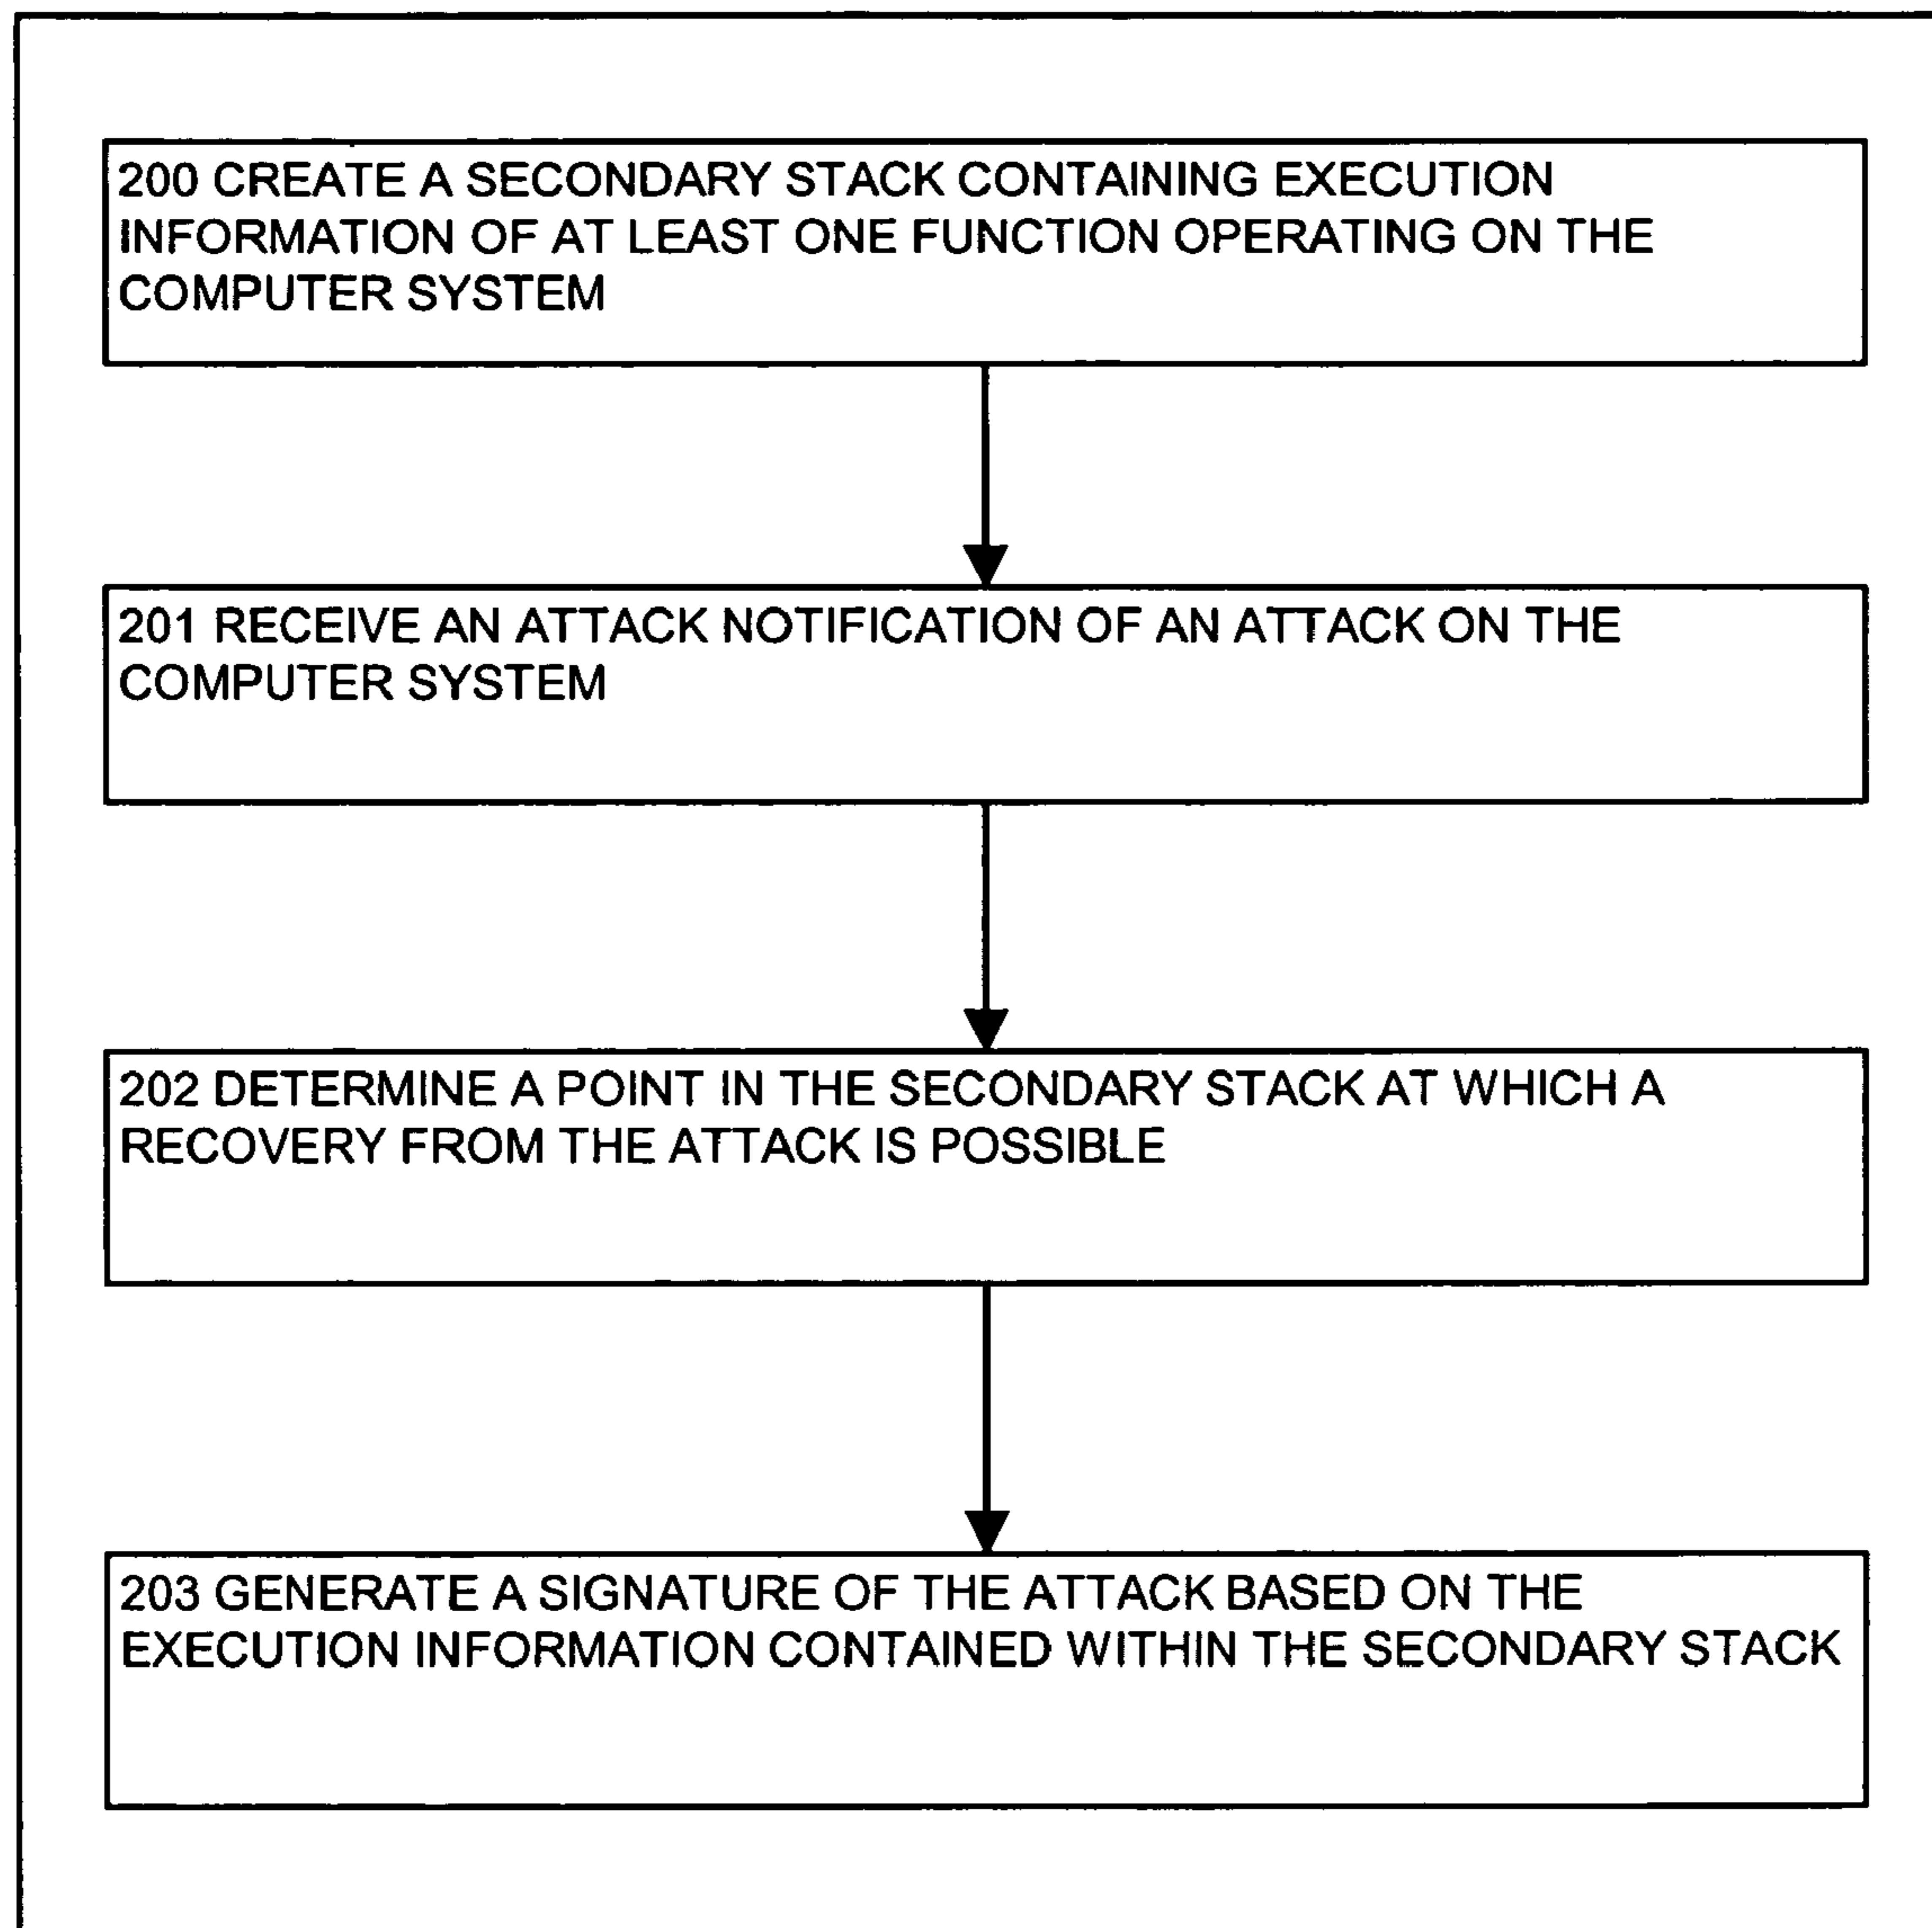 200 CREATE A SECONDARY STACK CONTAINING EXECUTION
INFORMATION OF AT LEAST ONE FUNCTION OPERATING ON THE
COMPUTER SYSTEM
201 RECEIVE AN ATTACK NOTIFICATION OF AN ATTACK ON THE
COMPUTER SYSTEM
202 DETERMINE A POINT IN THE SECONDARY STACK AT WHICH A
RECOVERY FROM THE ATTACK IS POSSIBLE
203 GENERATE A SIGNATURE OF THE ATTACK BASED ON THE
EXECUTION INFORMATION CONTAINED WITHIN THE SECONDARY STACK